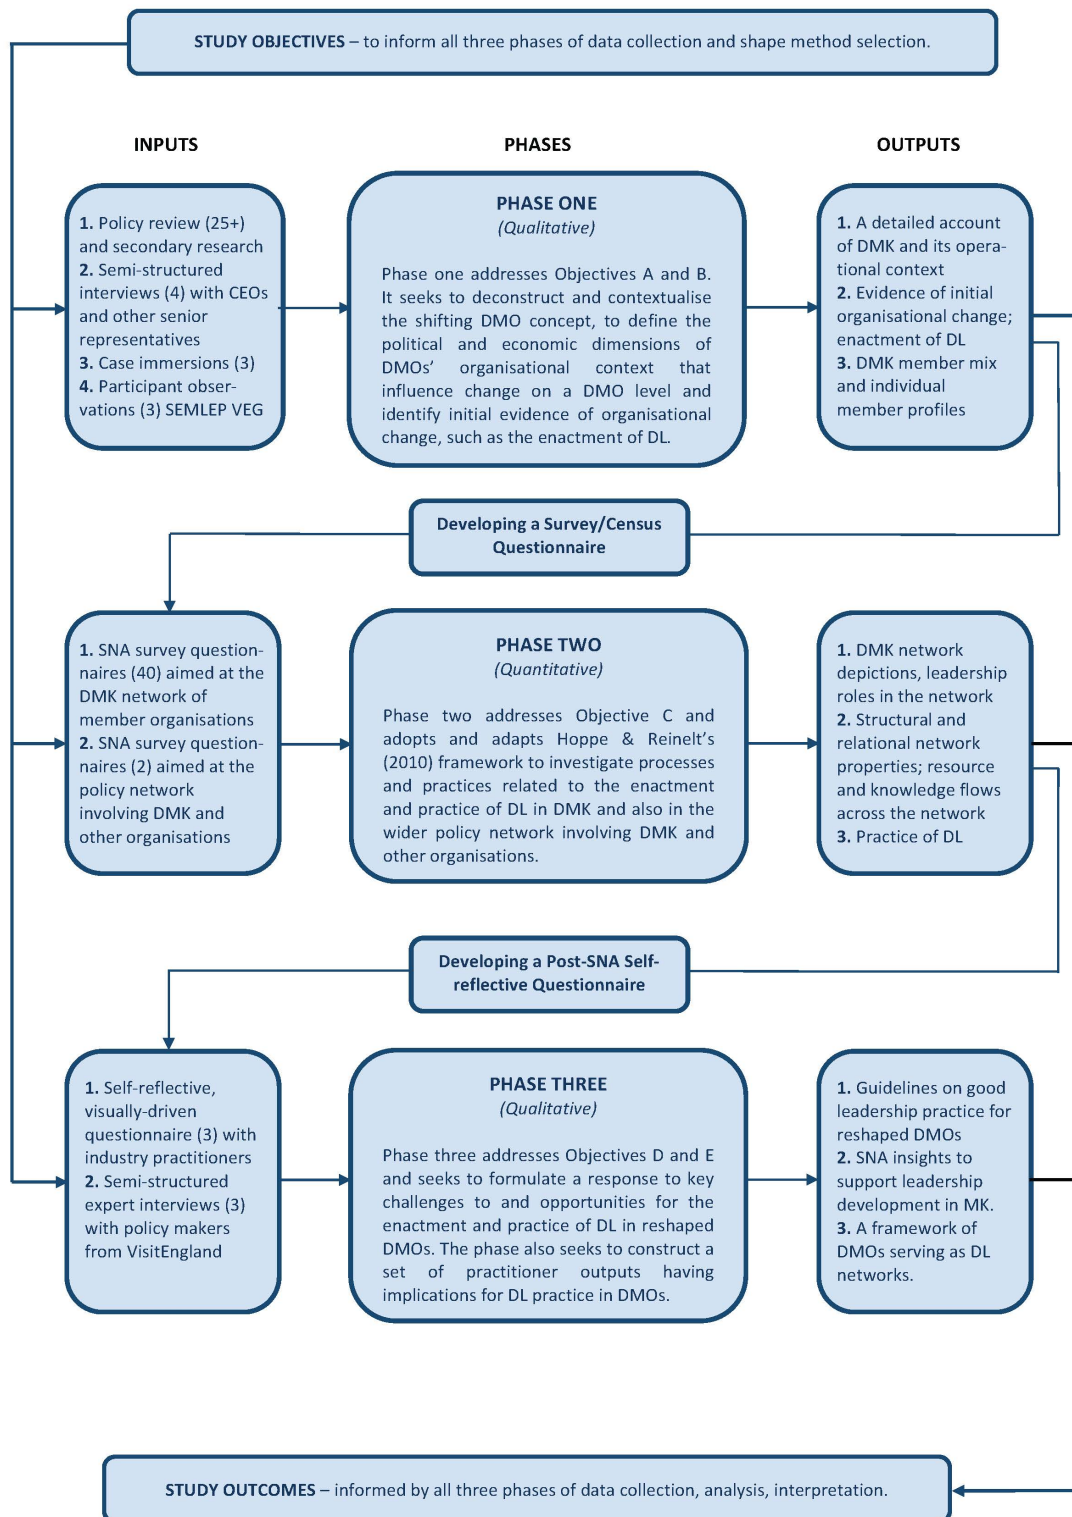 STUDY OBJECTIVES – to inform all three phases of data collection and shape method selection.
INPUTS
PHASES
OUTPUTS
1. Policy review (25+)
and secondary research
2. Semi-structured
interviews (4) with CEOs
and other senior
representatives
3. Case immersions (3)
4. Participant obser-
vations (3) SEMLEP VEG
PHASE ONE
(Qualitative)
Phase one addresses Objectives A and B.
It seeks to deconstruct and contextualise
the shifting DMO concept, to define the
political and economic dimensions of
DMOs’ organisational context that
influence change on a DMO level and
identify initial evidence of organisational
change, such as the enactment of DL.
1. A detailed account
of DMK and its opera-
tional context
2. Evidence of initial
organisational change;
enactment of DL
3. DMK member mix
and individual
member profiles
Developing a Survey/Census
Questionnaire
1. SNA survey question-
naires (40) aimed at the
DMK network of
member organisations
2. SNA survey question-
naires (2) aimed at the
policy network
involving DMK and
other organisations
PHASE TWO
(Quantitative)
Phase two addresses Objective C and
adopts and adapts Hoppe & Reinelt’s
(2010) framework to investigate processes
and practices related to the enactment
and practice of DL in DMK and also in the
wider policy network involving DMK and
other organisations.
1. DMK network
depictions, leadership
roles in the network
2. Structural and
relational network
properties; resource
and knowledge flows
across the network
3. Practice of DL
Developing a Post-SNA Self-
reflective Questionnaire
1. Self-reflective,
visually-driven
questionnaire (3) with
industry practitioners
2. Semi-structured
expert interviews (3)
with policy makers
from VisitEngland
PHASE THREE
(Qualitative)
Phase three addresses Objectives D and E
and seeks to formulate a response to key
challenges to and opportunities for the
enactment and practice of DL in reshaped
DMOs. The phase also seeks to construct a
set of practitioner outputs having
implications for DL practice in DMOs.
1. Guidelines on good
leadership practice for
reshaped DMOs
2. SNA insights to
support leadership
development in MK.
3. A framework of
DMOs serving as DL
networks.
STUDY OUTCOMES – informed by all three phases of data collection, analysis, interpretation.